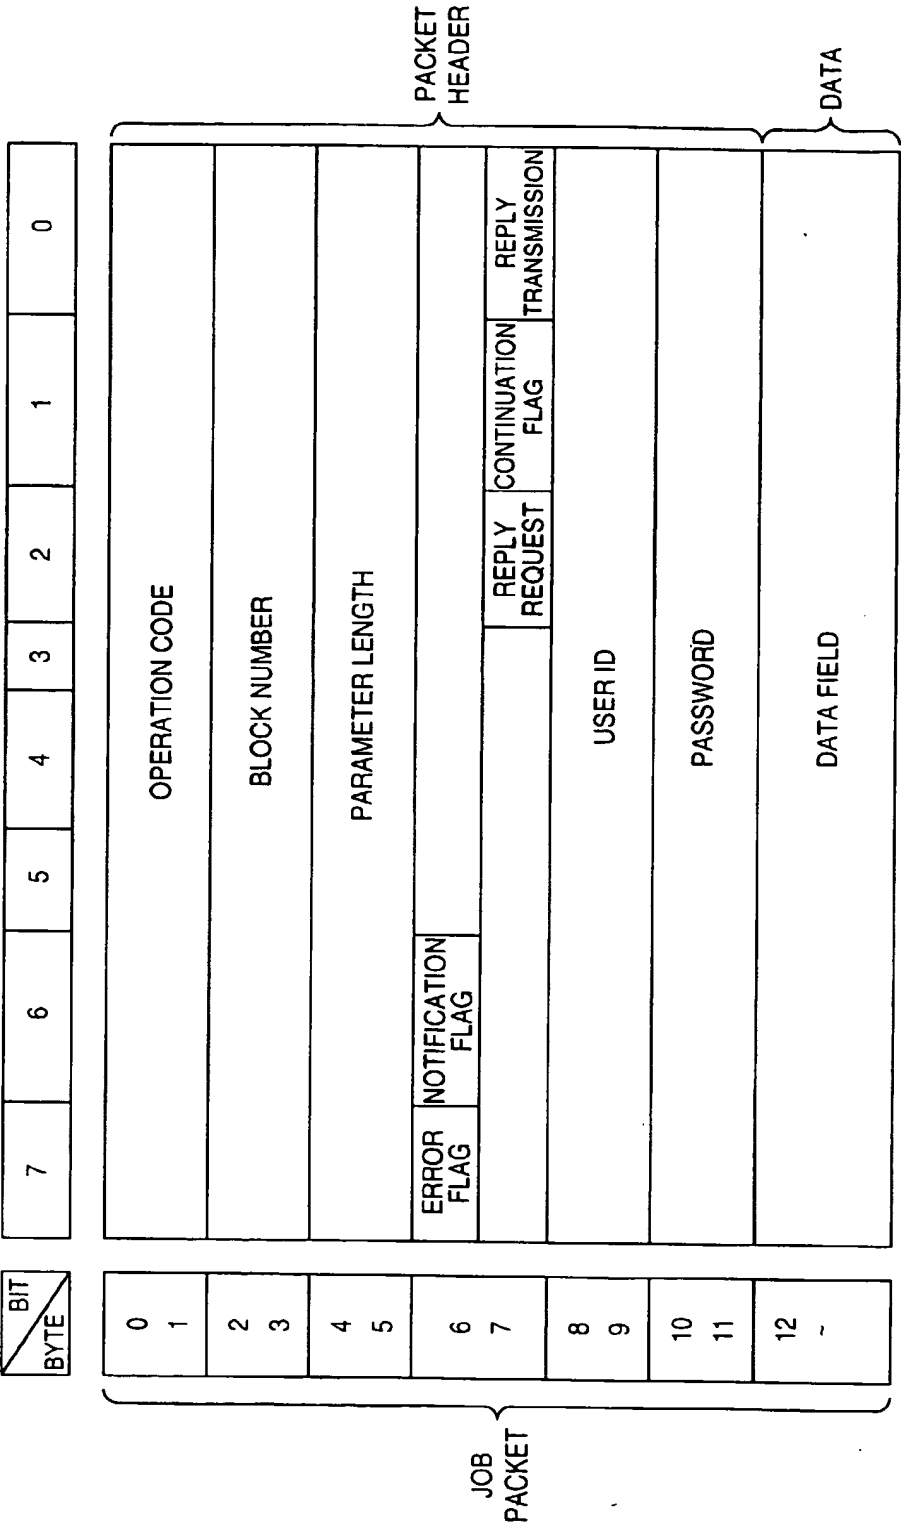 BIT
BYTE
7 6 5 4 3 2 1 0
JOB
PACKET
0
1
OPERATION CODE
2
3
BLOCK NUMBER
4
5
PARAMETER LENGTH
6
ERROR
FLAG
NOTIFICATION
FLAG
7
REPLY
REQUEST
CONTINUATION
FLAG
REPLY
TRANSMISSION
8
9
USER ID
10
11
PASSWORD
12
~
DATA FIELD
PACKET
HEADER
DATA